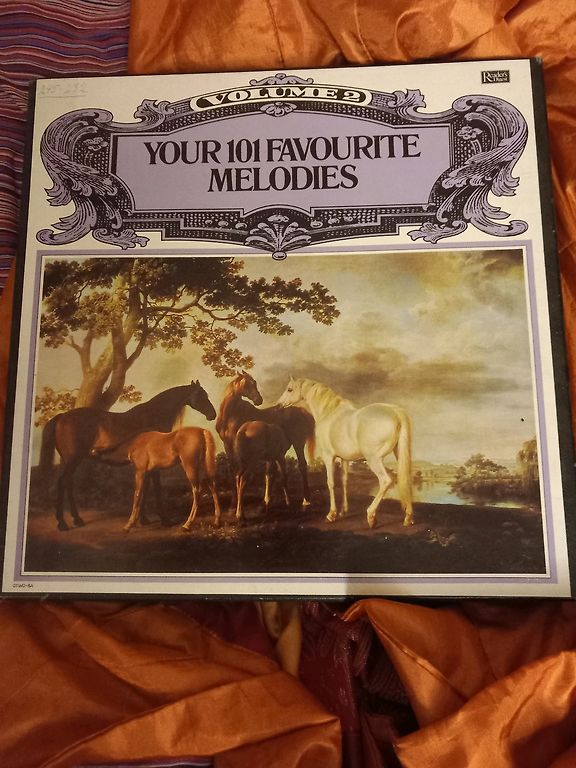 Reader's
Digest
VOLUME 2
YOUR 101 FAVOURITE
MELODIES